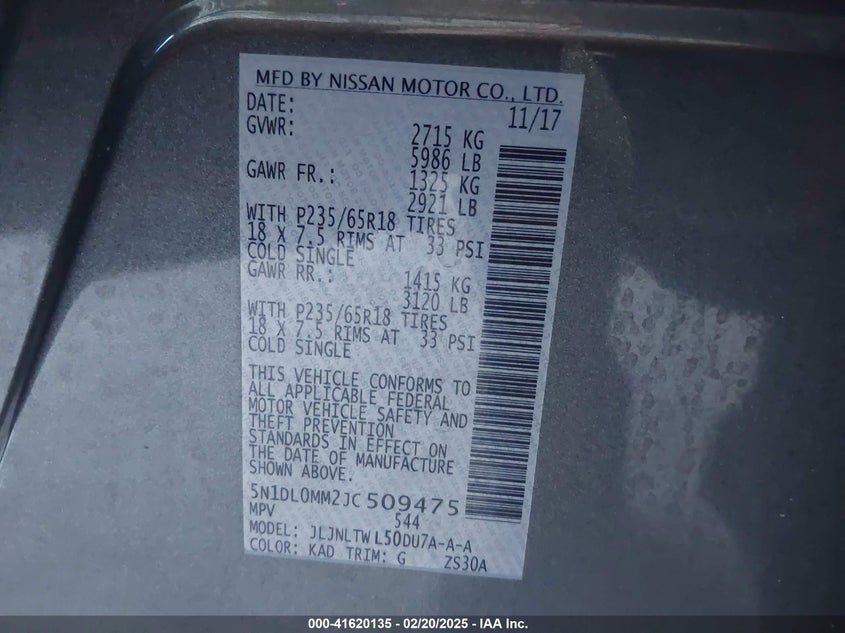 MFD BY NISSAN MOTOR CO., LTD.
DATE: 11/17
GVWR: 2715 KG
5986 LB
GAWR FR.: 1325 KG
2921 LB
WITH P235/65R18 TIRES
18 X 7.5 RIMS AT 33 PSI
COLD SINGLE
GAWR RR.: 1415 KG
3120 LB
WITH P235/65R18 TIRES
18 X 7.5 RIMS AT 33 PSI
COLD SINGLE
THIS VEHICLE CONFORMS TO
ALL APPLICABLE FEDERAL
MOTOR VEHICLE SAFETY AND
THEFT PREVENTION
STANDARDS IN EFFECT ON
THE DATE OF MANUFACTURE
SHOWN ABOVE.
5N1DL0MM2JC509475
MPV 544
MODEL: JLJNLTWL50DU7A-A-A
COLOR: KAD TRIM: G ZS30A
000-41620135 - 02/20/2025 - IAA Inc.